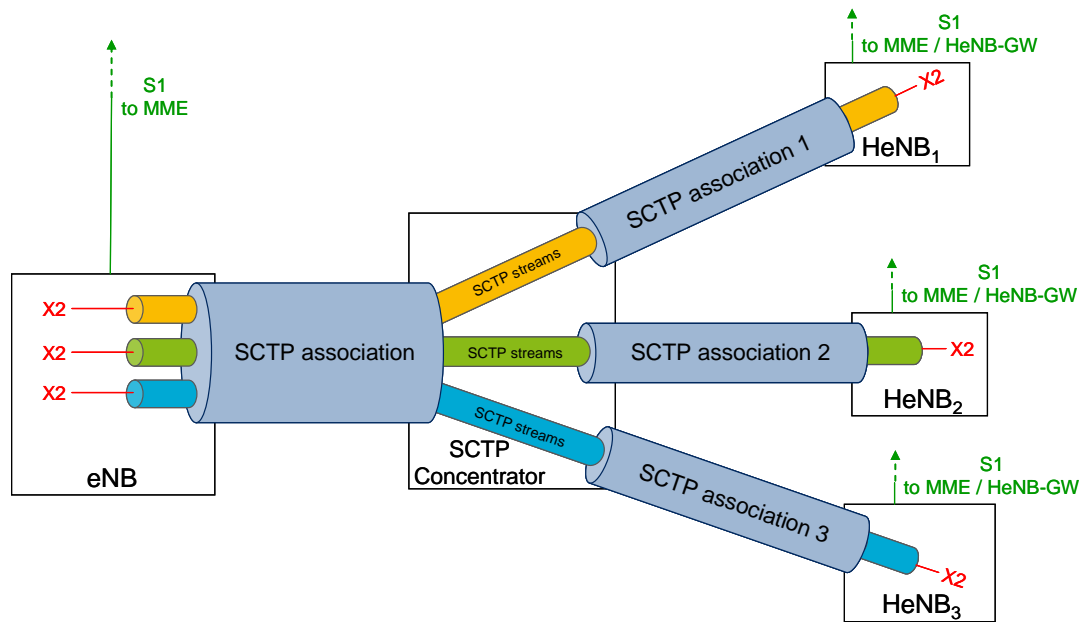 S1
to MME
S1
to MME / HeNB-GW
X2
HeNB₁
SCTP association 1
SCTP streams
X2
X2
X2
SCTP association
eNB
SCTP streams
SCTP association 2
S1
to MME / HeNB-GW
X2
HeNB₂
SCTP streams
SCTP
Concentrator
SCTP association 3
S1
to MME / HeNB-GW
X2
HeNB₃